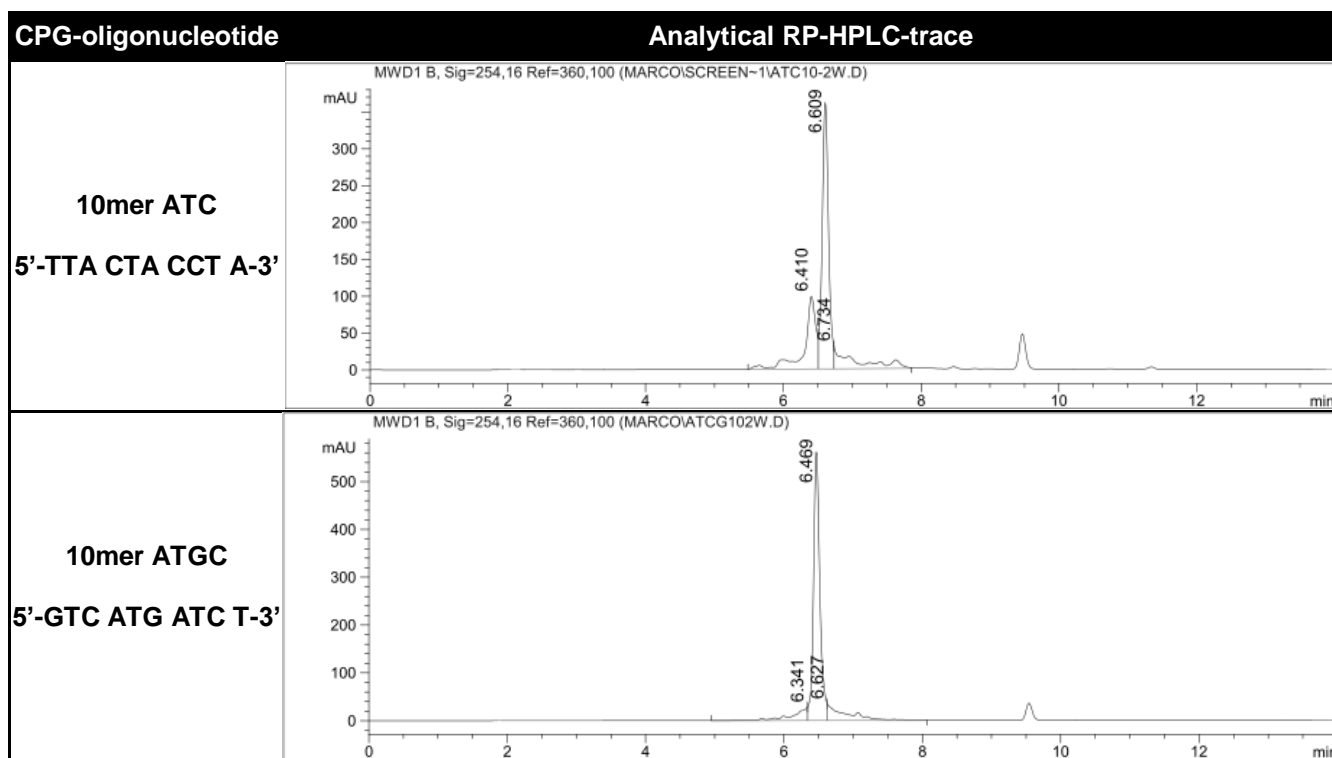 CPG-oligonucleotide Analytical RP-HPLC-trace
10mer ATC
5’-TTA CTA CCT A-3’
MWD1 B, Sig=254,16 Ref=360,100 (MARCO\SCREEN~1\ATC10-2W.D)
mAU
300
250
200
150
100
50
0
6.410
6.609
6.734
0 2 4 6 8 10 12 min
10mer ATGC
5’-GTC ATG ATC T-3’
MWD1 B, Sig=254,16 Ref=360,100 (MARCO\ATCG102W.D)
mAU
500
400
300
200
100
0
6.341
6.469
6.627
0 2 4 6 8 10 12 min